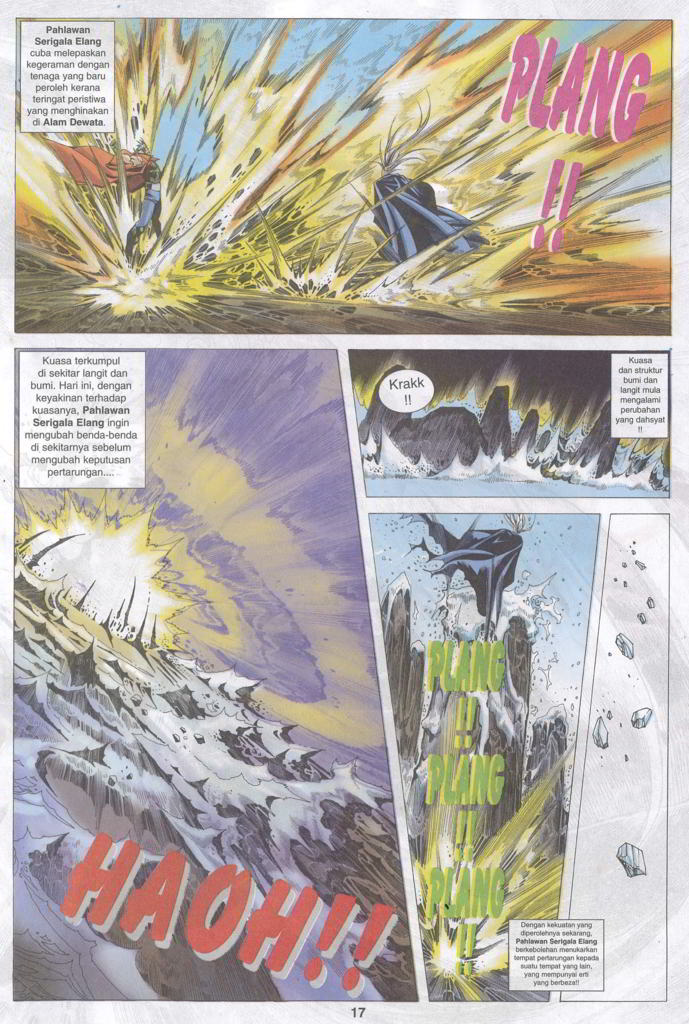 Pahlawan
Serigala Elang
cuba melepaskan
kegeraman dengan
tenaga yang baru
peroleh kerana
teringat peristiwa
yang menghinakan
di Alam Dewata.
PLANG
!!
Kuasa terkumpul
di sekitar langit dan
bumi. Hari ini, dengan
keyakinan terhadap
kuasanya, Pahlawan
Serigala Elang ingin
mengubah benda-benda
di sekitarnya sebelum
mengubah keputusan
pertarungan....
Krakk
!!
Kuasa
dan struktur
bumi dan
langit mula
mengalami
perubahan
yang dahsyat
!!
PLANG
!!
PLANG
!!
PLANG
!!
HAOH!!
Dengan kekuatan yang
diperolehnya sekarang,
Pahlawan Serigala Elang
berkebolehan menukarkan
tempat pertarungan kepada
suatu tempat yang lain,
yang mempunyai erti
yang berbeza!!
17